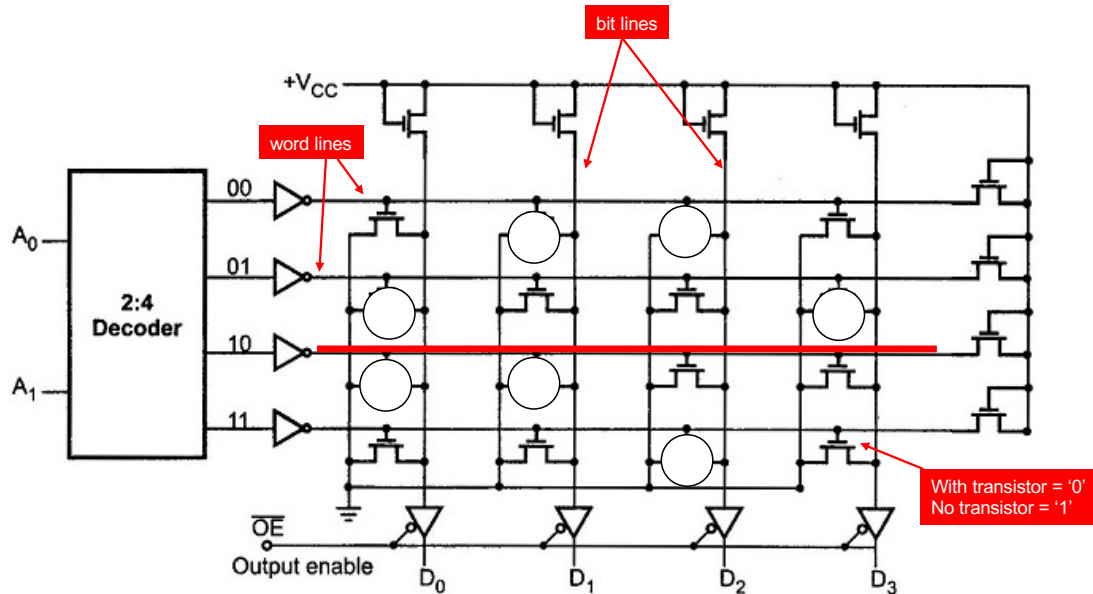 bit lines
+VCC
word lines
00
A0
01
2:4
Decoder
10
A1
11
With transistor = ‘0’
No transistor = ‘1’
OE
Output enable
D0
D1
D2
D3